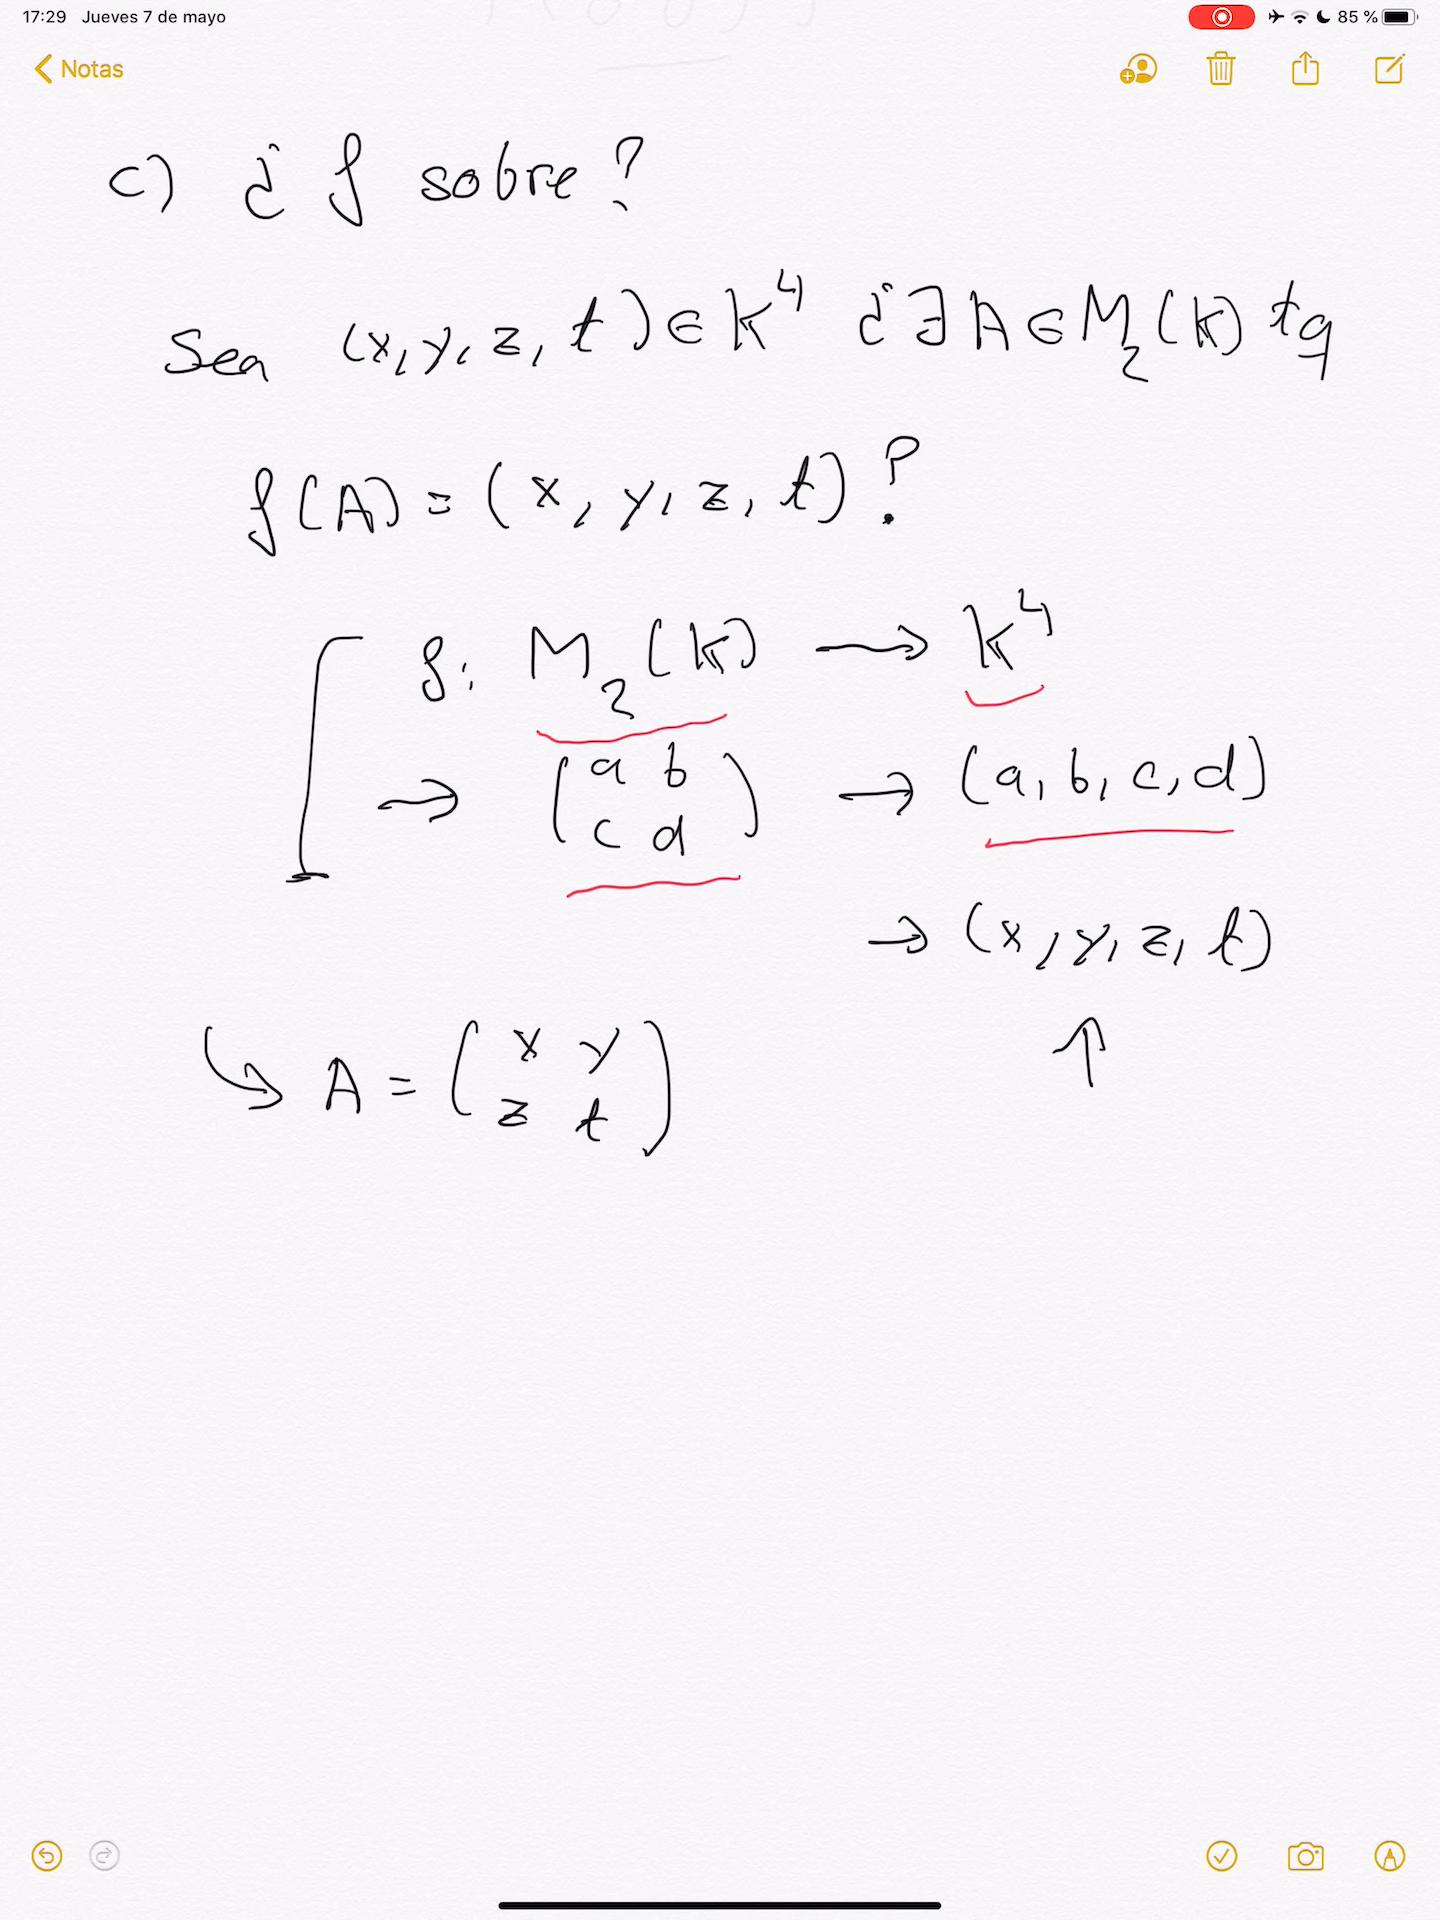 17:29 Jueves 7 de mayo 85 %
Notas
c) ¿ f sobre?
Sea (x, y, z, t) ∈ K⁴ ¿∃ A ∈ M₂(K) tq
f(A) = (x, y, z, t)?
f: M₂(K) → K⁴
→ (a b
c d) → (a, b, c, d)
→ (x, y, z, t)
↳ A = (x y
z t) ↑